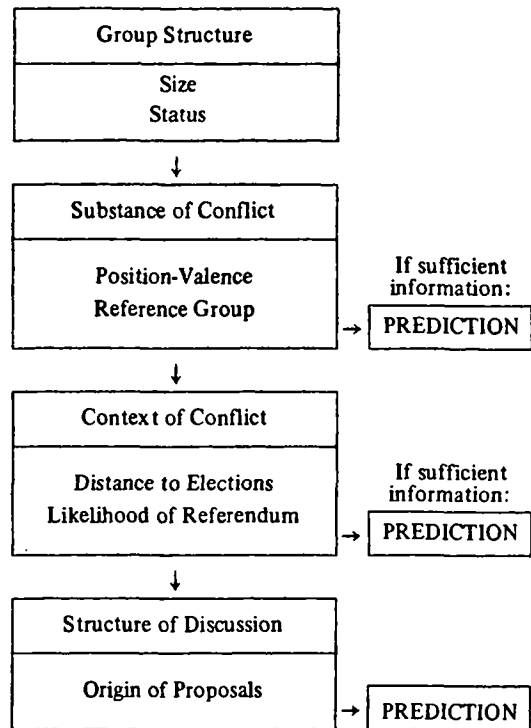 Group Structure
Size
Status
↓
Substance of Conflict
Position-Valence
Reference Group
If sufficient
information:
→ PREDICTION
↓
Context of Conflict
Distance to Elections
Likelihood of Referendum
If sufficient
information:
→ PREDICTION
↓
Structure of Discussion
Origin of Proposals
→ PREDICTION